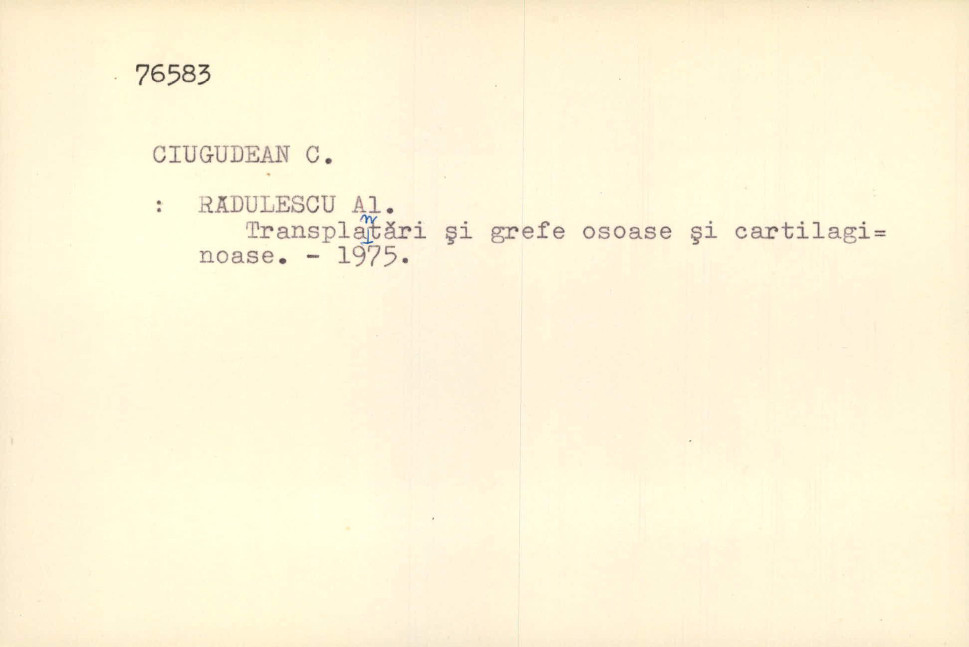 76583
CIUGUDEAN C.
: RADULESCU Al.
Transplantări şi grefe osoase şi cartilagi=
noase. - 1975.